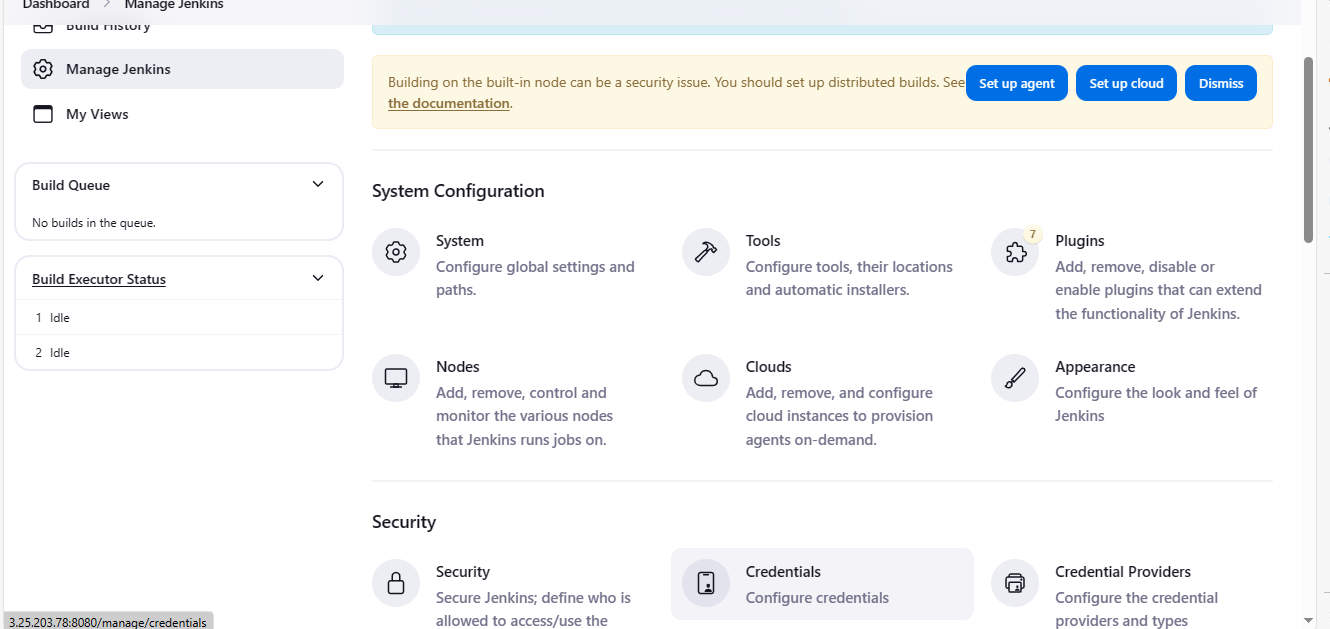 Dashboard > Manage Jenkins
Build History
Manage Jenkins
My Views
Build Queue
No builds in the queue.
Build Executor Status
1 Idle
2 Idle
Building on the built-in node can be a security issue. You should set up distributed builds. See
the documentation.
Set up agent
Set up cloud
Dismiss
System Configuration
System
Configure global settings and
paths.
Tools
Configure tools, their locations
and automatic installers.
7
Plugins
Add, remove, disable or
enable plugins that can extend
the functionality of Jenkins.
Nodes
Add, remove, control and
monitor the various nodes
that Jenkins runs jobs on.
Clouds
Add, remove, and configure
cloud instances to provision
agents on-demand.
Appearance
Configure the look and feel of
Jenkins
Security
Security
Secure Jenkins; define who is
allowed to access/use the
Credentials
Configure credentials
Credential Providers
Configure the credential
providers and types
3.25.203.78:8080/manage/credentials